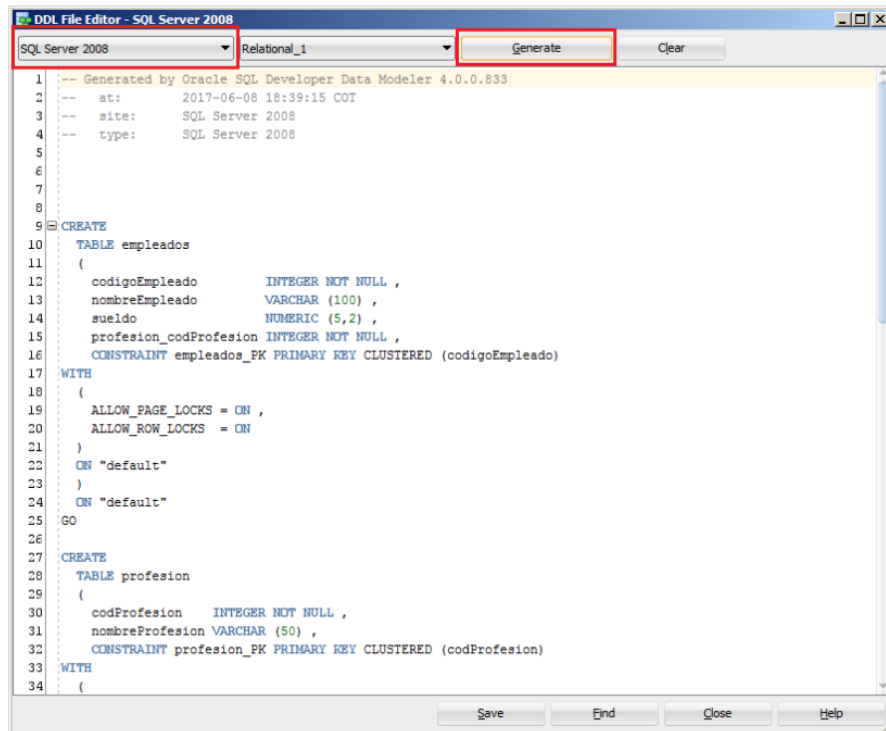 DDL File Editor - SQL Server 2008
SQL Server 2008 Relational_1 Generate Clear
1 -- Generated by Oracle SQL Developer Data Modeler 4.0.0.833
2 -- at: 2017-06-08 18:39:15 COT
3 -- site: SQL Server 2008
4 -- type: SQL Server 2008
5
6
7
8
9 CREATE
10 TABLE empleados
11 (
12 codigoEmpleado INTEGER NOT NULL ,
13 nombreEmpleado VARCHAR (100) ,
14 sueldo NUMERIC (5,2) ,
15 profesion_codProfesion INTEGER NOT NULL ,
16 CONSTRAINT empleados_PK PRIMARY KEY CLUSTERED (codigoEmpleado)
17 WITH
18 (
19 ALLOW_PAGE_LOCKS = ON ,
20 ALLOW_ROW_LOCKS = ON
21 )
22 ON "default"
23 )
24 ON "default"
25 GO
26
27 CREATE
28 TABLE profesion
29 (
30 codProfesion INTEGER NOT NULL ,
31 nombreProfesion VARCHAR (50) ,
32 CONSTRAINT profesion_PK PRIMARY KEY CLUSTERED (codProfesion)
33 WITH
34 (
Save Find Close Help